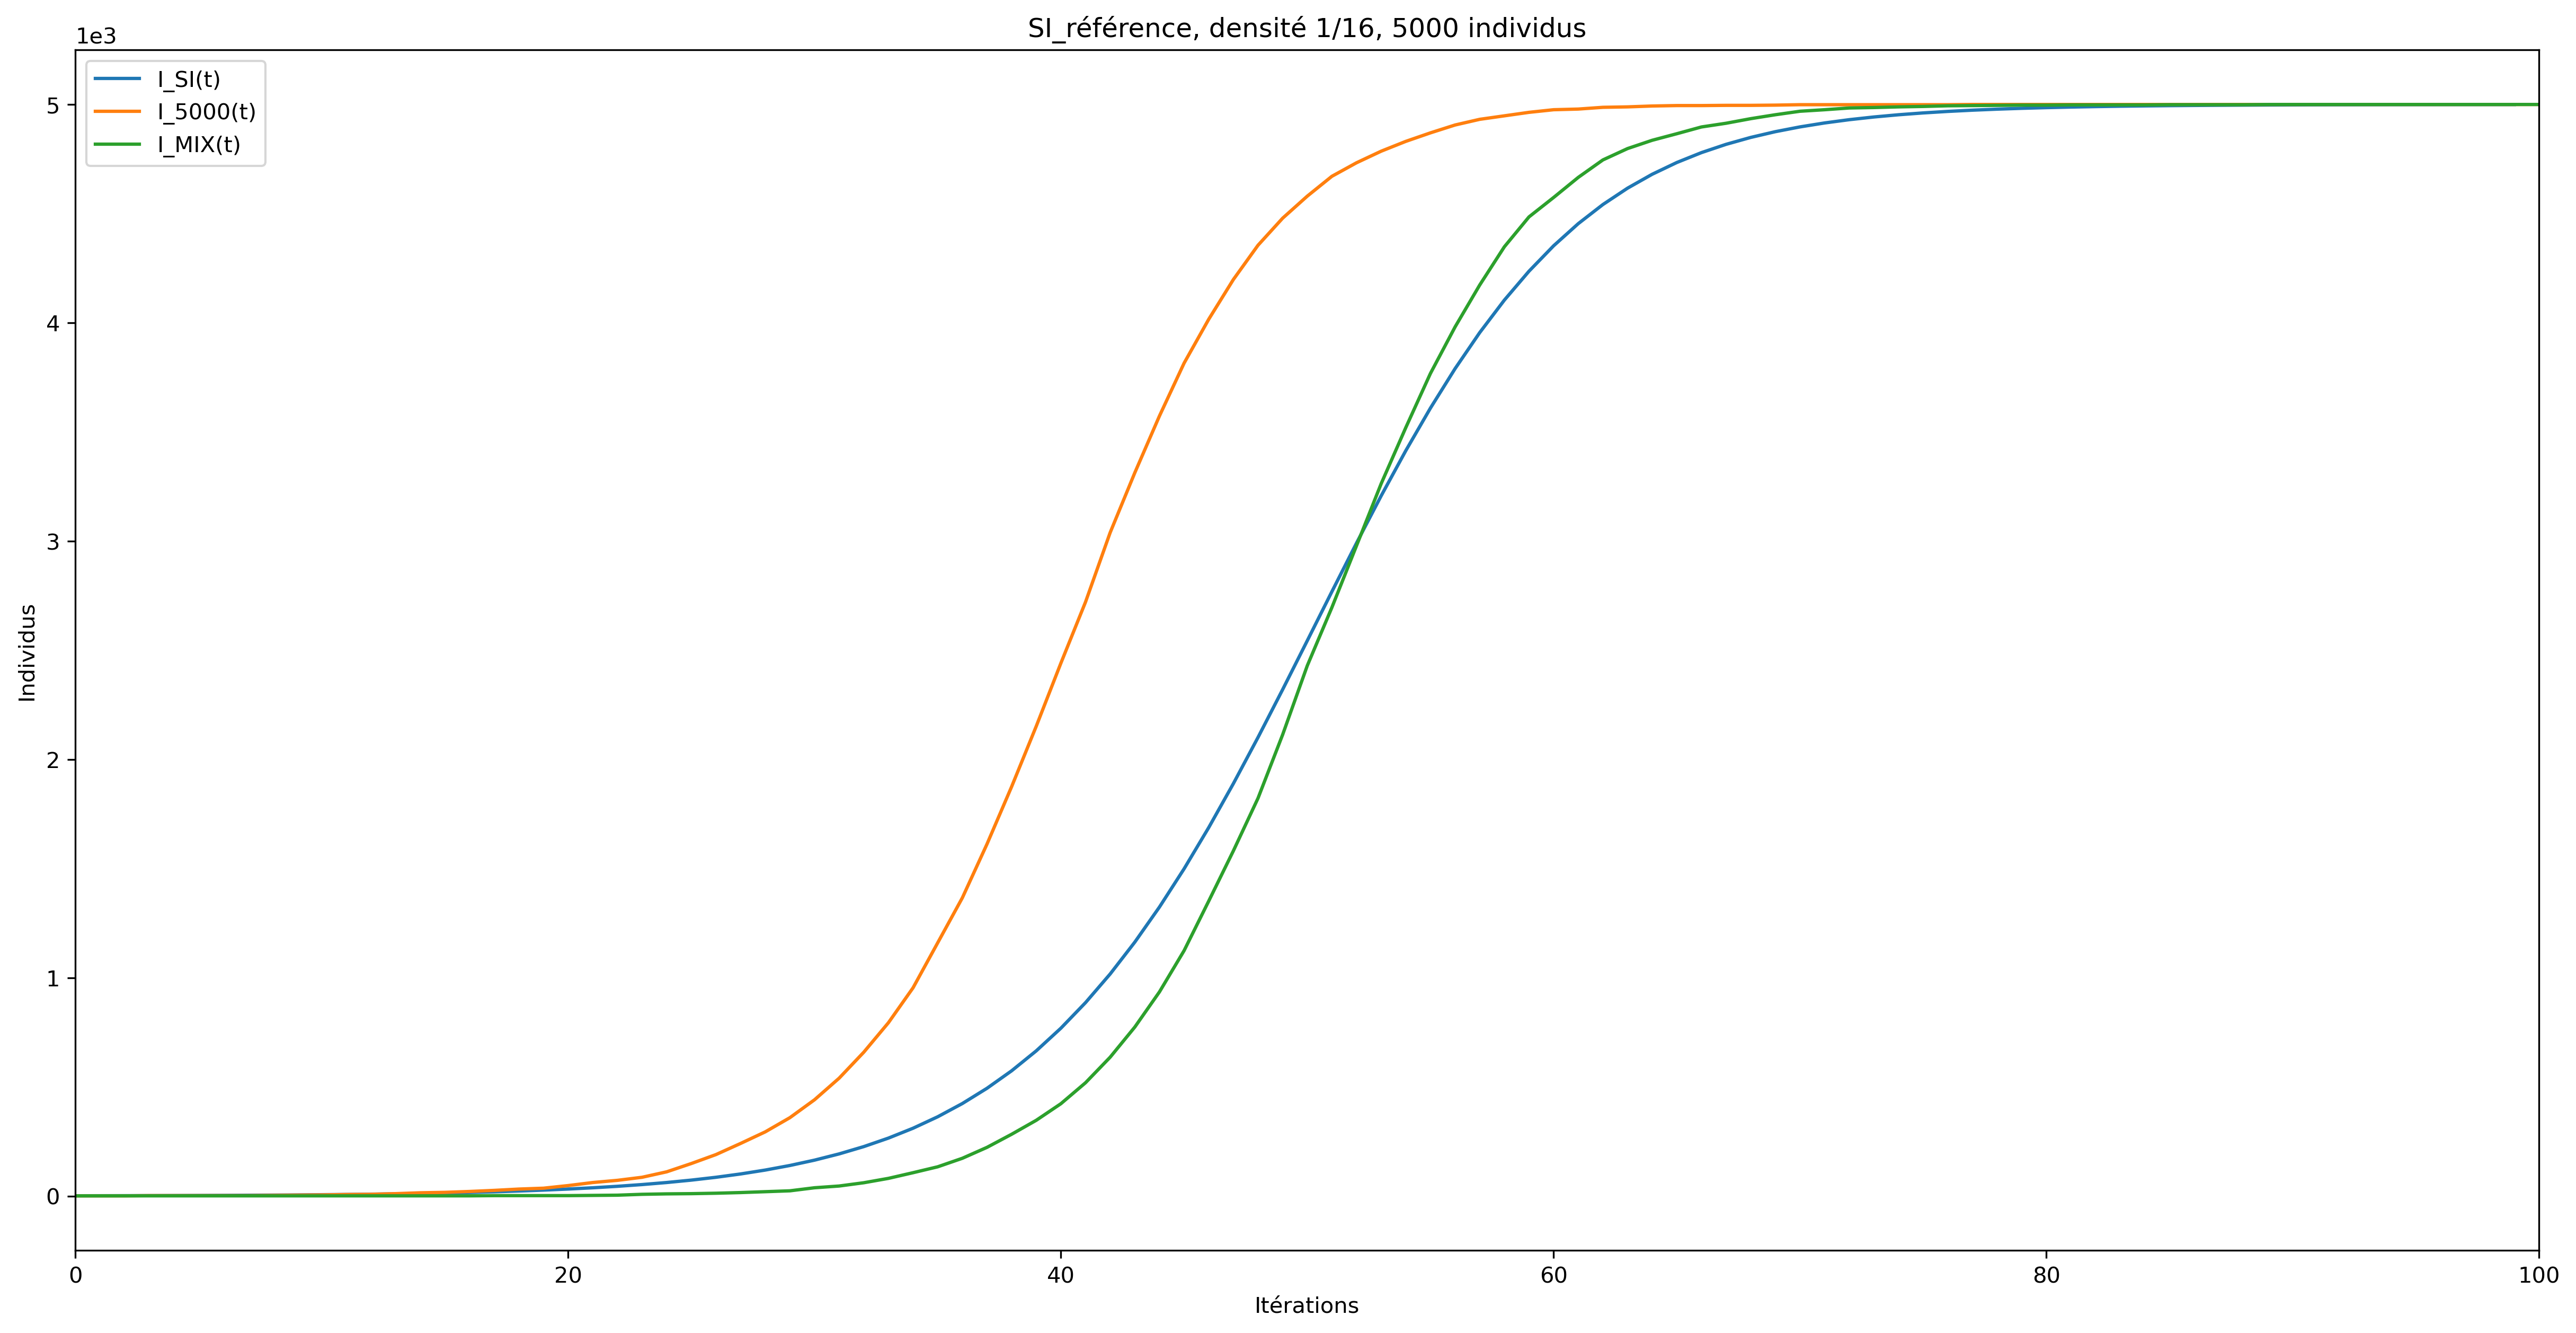 SI_référence, densité 1/16, 5000 individus
1e3
I_SI(t)
I_5000(t)
I_MIX(t)
5
4
3
2
1
0
Individus
0 20 40 60 80 100
Itérations